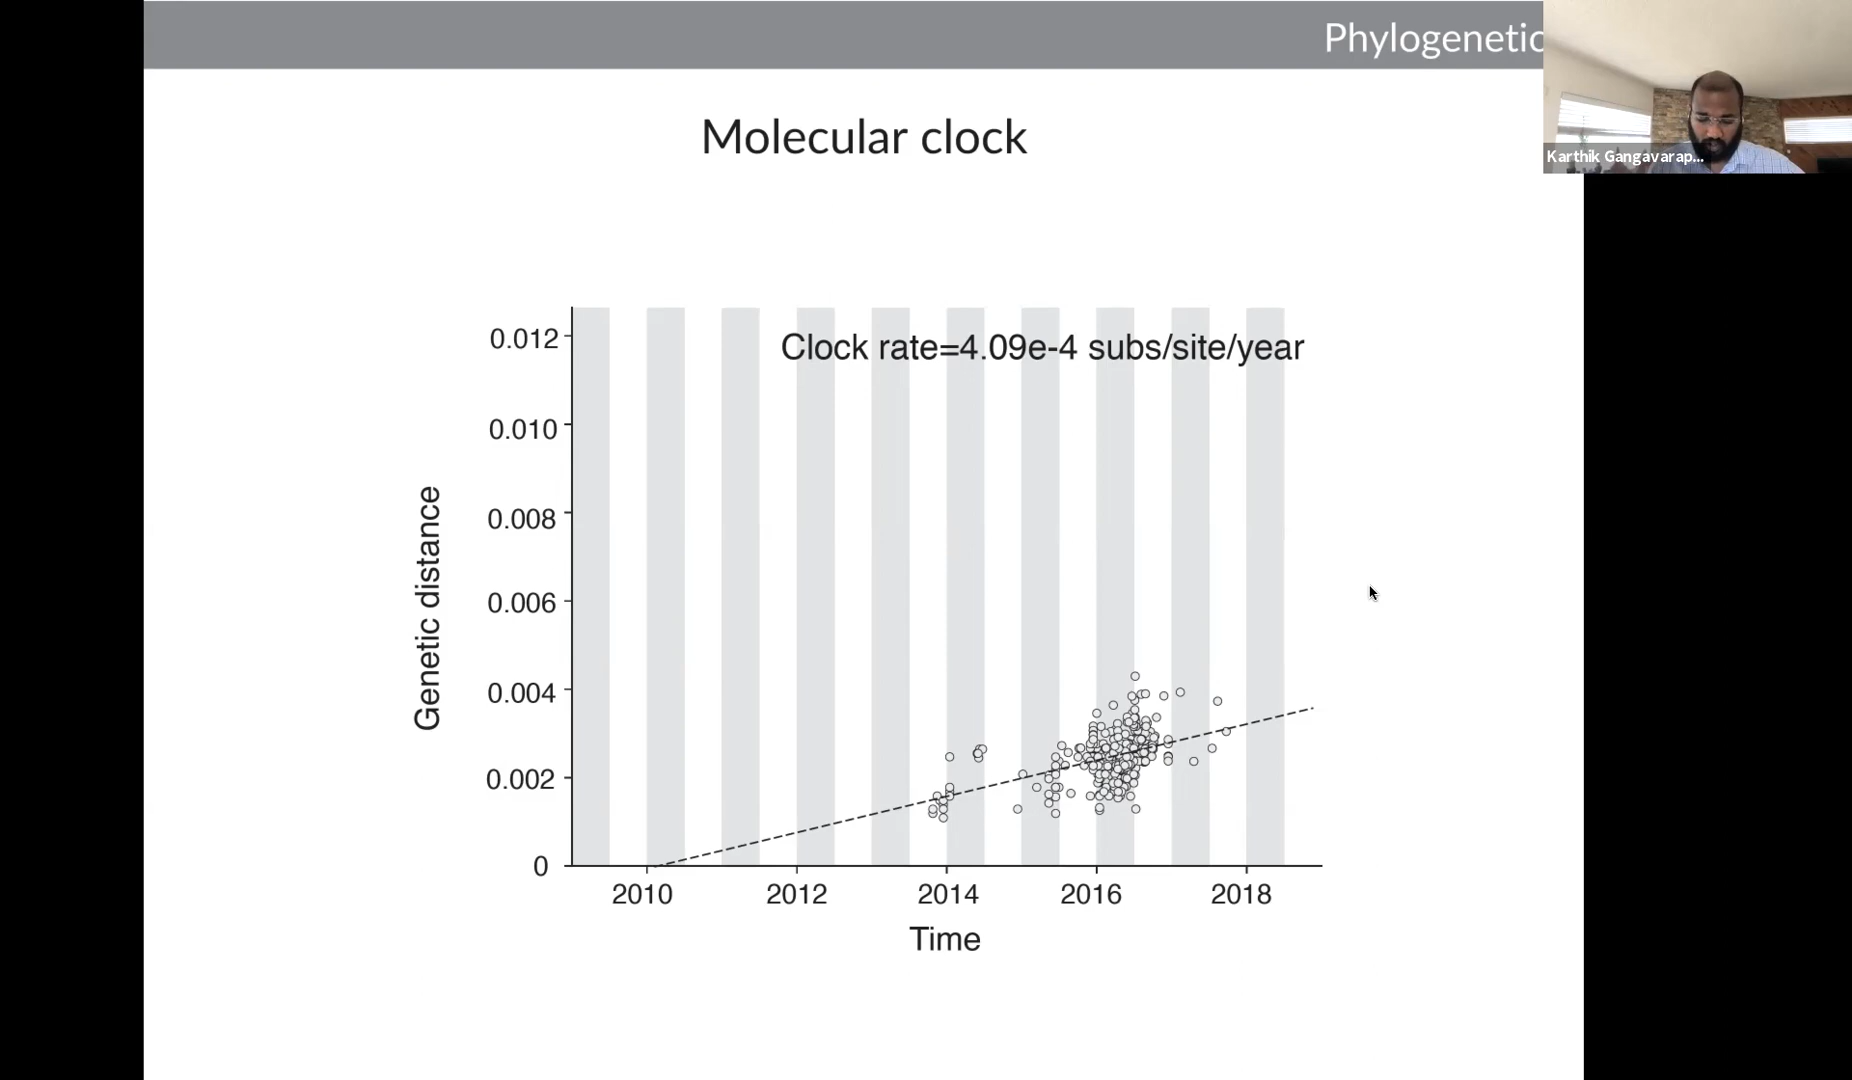 Phylogenetic
Karthik Gangavarap...
Molecular clock
Clock rate=4.09e-4 subs/site/year
0.012
0.010
0.008
0.006
0.004
0.002
0
Genetic distance
2010 2012 2014 2016 2018
Time